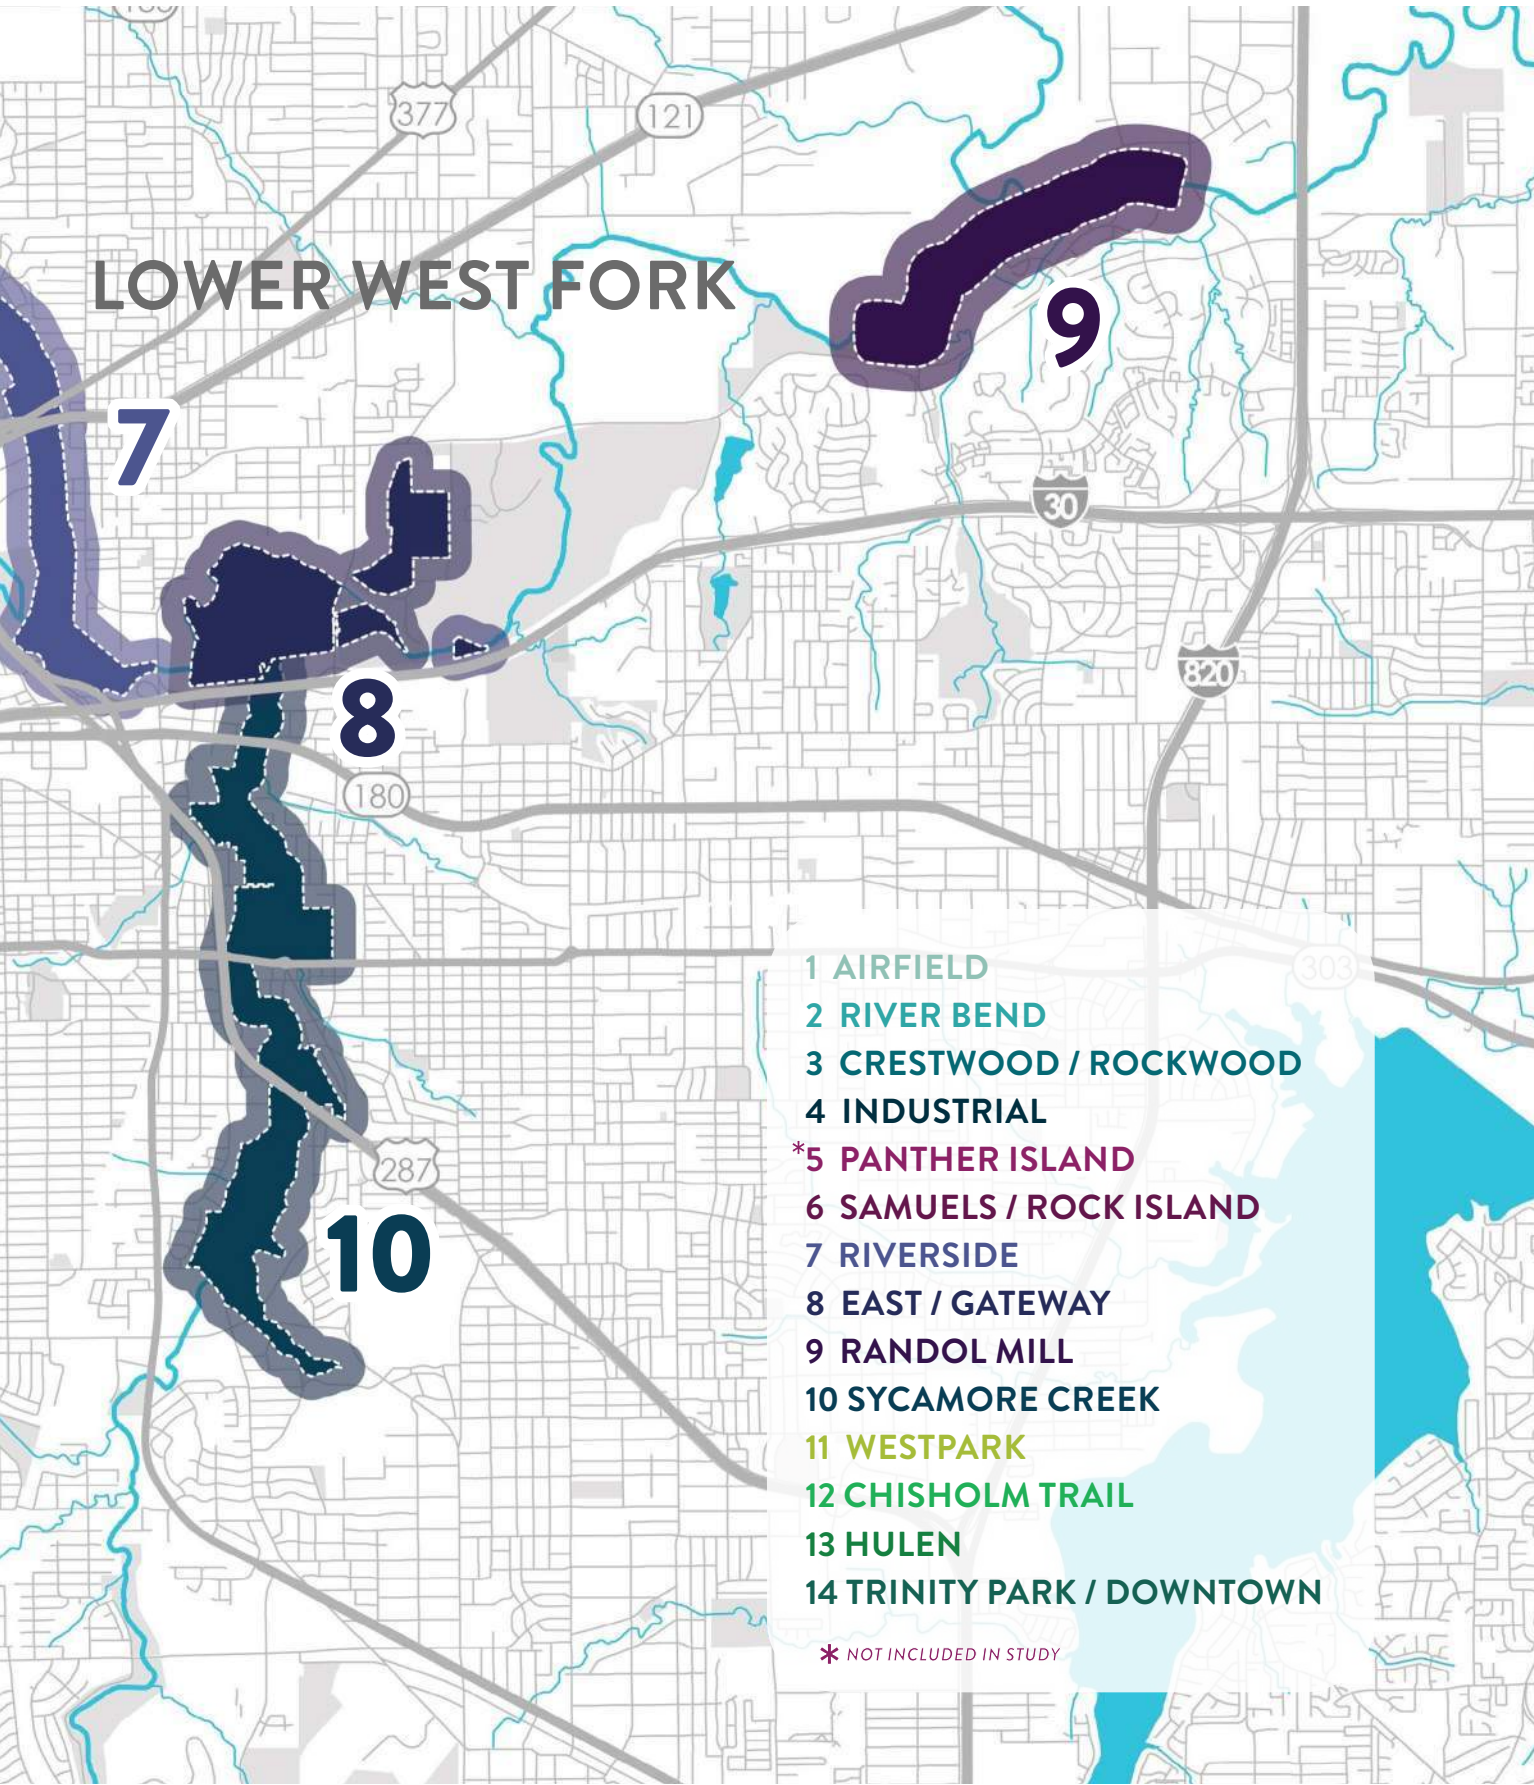 377
121
LOWER WEST FORK
9
7
30
8
820
180
303
1 AIRFIELD
2 RIVER BEND
3 CRESTWOOD / ROCKWOOD
4 INDUSTRIAL
*5 PANTHER ISLAND
6 SAMUELS / ROCK ISLAND
7 RIVERSIDE
8 EAST / GATEWAY
9 RANDOL MILL
10 SYCAMORE CREEK
11 WESTPARK
12 CHISHOLM TRAIL
13 HULEN
14 TRINITY PARK / DOWNTOWN
* NOT INCLUDED IN STUDY
287
10